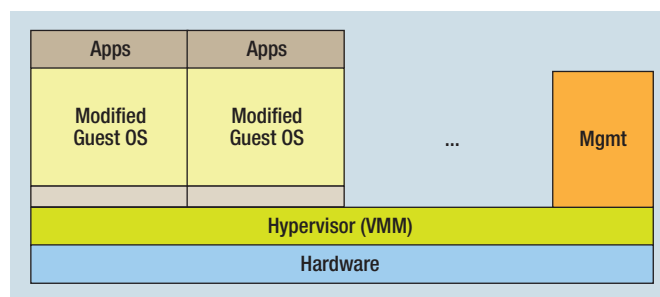 Apps
Apps
Modified
Guest OS
Modified
Guest OS
...
Mgmt
Hypervisor (VMM)
Hardware